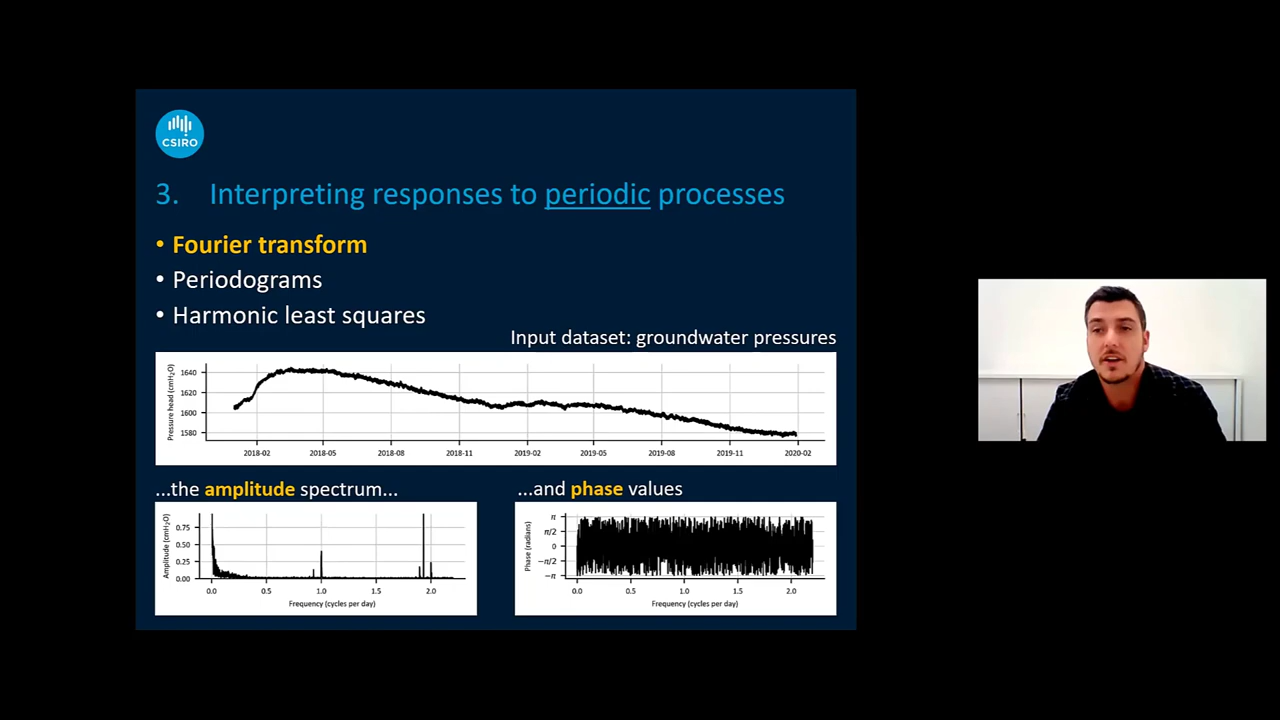 CSIRO
3. Interpreting responses to periodic processes
• Fourier transform
• Periodograms
• Harmonic least squares
Input dataset: groundwater pressures
Pressure head (cmH₂O)
1640
1620
1600
1580
2018-02 2018-05 2018-08 2018-11 2019-02 2019-05 2019-08 2019-11 2020-02
...the amplitude spectrum...
Amplitude (cmH₂O)
0.75
0.50
0.25
0.00
0.0 0.5 1.0 1.5 2.0
Frequency (cycles per day)
...and phase values
Phase (radians)
π
π/2
0
−π/2
−π
0.0 0.5 1.0 1.5 2.0
Frequency (cycles per day)